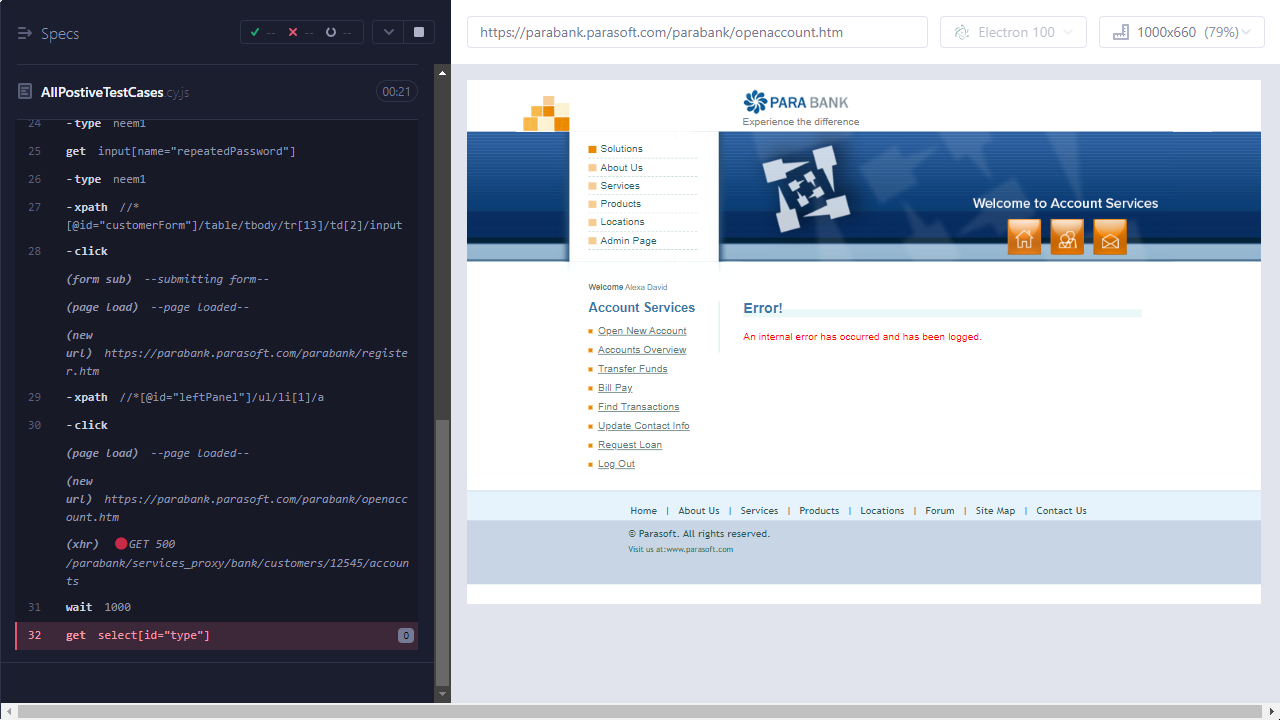 Specs
-- -- --
AllPostiveTestCases.cy.js
00:21
24 -type neem1
25 get input[name="repeatedPassword"]
26 -type neem1
27 -xpath //*
[@id="customerForm"]/table/tbody/tr[13]/td[2]/input
28 -click
(form sub) --submitting form--
(page load) --page loaded--
(new
url) https://parabank.parasoft.com/parabank/registe
r.htm
29 -xpath //*[@id="leftPanel"]/ul/li[1]/a
30 -click
(page load) --page loaded--
(new
url) https://parabank.parasoft.com/parabank/openacc
ount.htm
(xhr) GET 500
/parabank/services_proxy/bank/customers/12545/accoun
ts
31 wait 1000
32 get select[id="type"] 0
https://parabank.parasoft.com/parabank/openaccount.htm
Electron 100
1000x660 (79%)
PARA BANK
Experience the difference
Solutions
About Us
Services
Products
Locations
Admin Page
Welcome to Account Services
Welcome Alexa David
Account Services
Open New Account
Accounts Overview
Transfer Funds
Bill Pay
Find Transactions
Update Contact Info
Request Loan
Log Out
Error!
An internal error has occurred and has been logged.
Home | About Us | Services | Products | Locations | Forum | Site Map | Contact Us
© Parasoft. All rights reserved.
Visit us at:www.parasoft.com